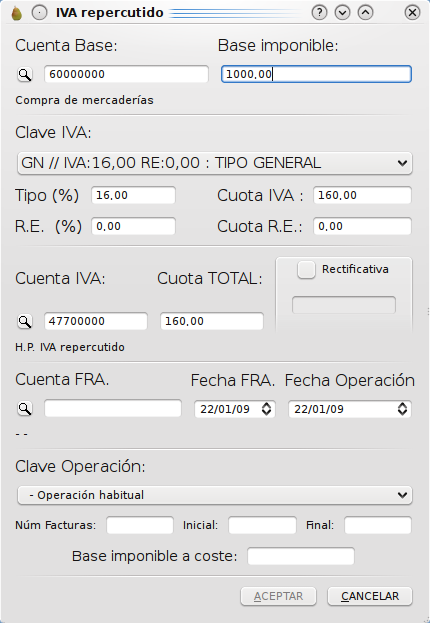 IVA repercutido
Cuenta Base: Base imponible:
60000000 1000,00
Compra de mercaderías
Clave IVA:
GN // IVA:16,00 RE:0,00 : TIPO GENERAL
Tipo (%) 16,00 Cuota IVA : 160,00
R.E. (%) 0,00 Cuota R.E.: 0,00
Cuenta IVA: Cuota TOTAL: Rectificativa
47700000 160,00
H.P. IVA repercutido
Cuenta FRA. Fecha FRA. Fecha Operación
22/01/09 22/01/09
- -
Clave Operación:
- Operación habitual
Núm Facturas: Inicial: Final:
Base imponible a coste:
ACEPTAR CANCELAR